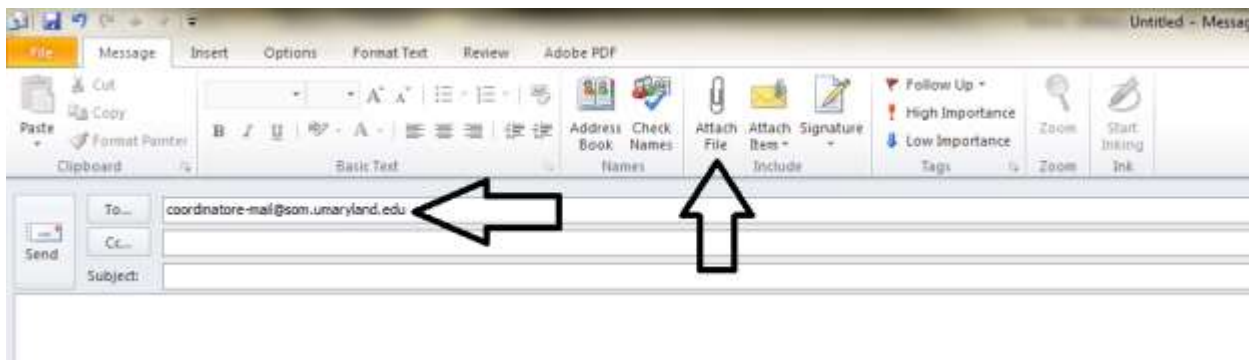 Untitled - Messag
File Message Insert Options Format Text Review Adobe PDF
Paste
Cut
Copy
Format Painter
Clipboard
B I U A A A
Basic Text
Address Book
Check Names
Names
Attach File
Attach Item
Signature
Include
Follow Up
High Importance
Low Importance
Tags
Zoom
Zoom
Start Inking
Ink
Send
To...
coordinatore-mail@som.umaryland.edu
Cc...
Subject: